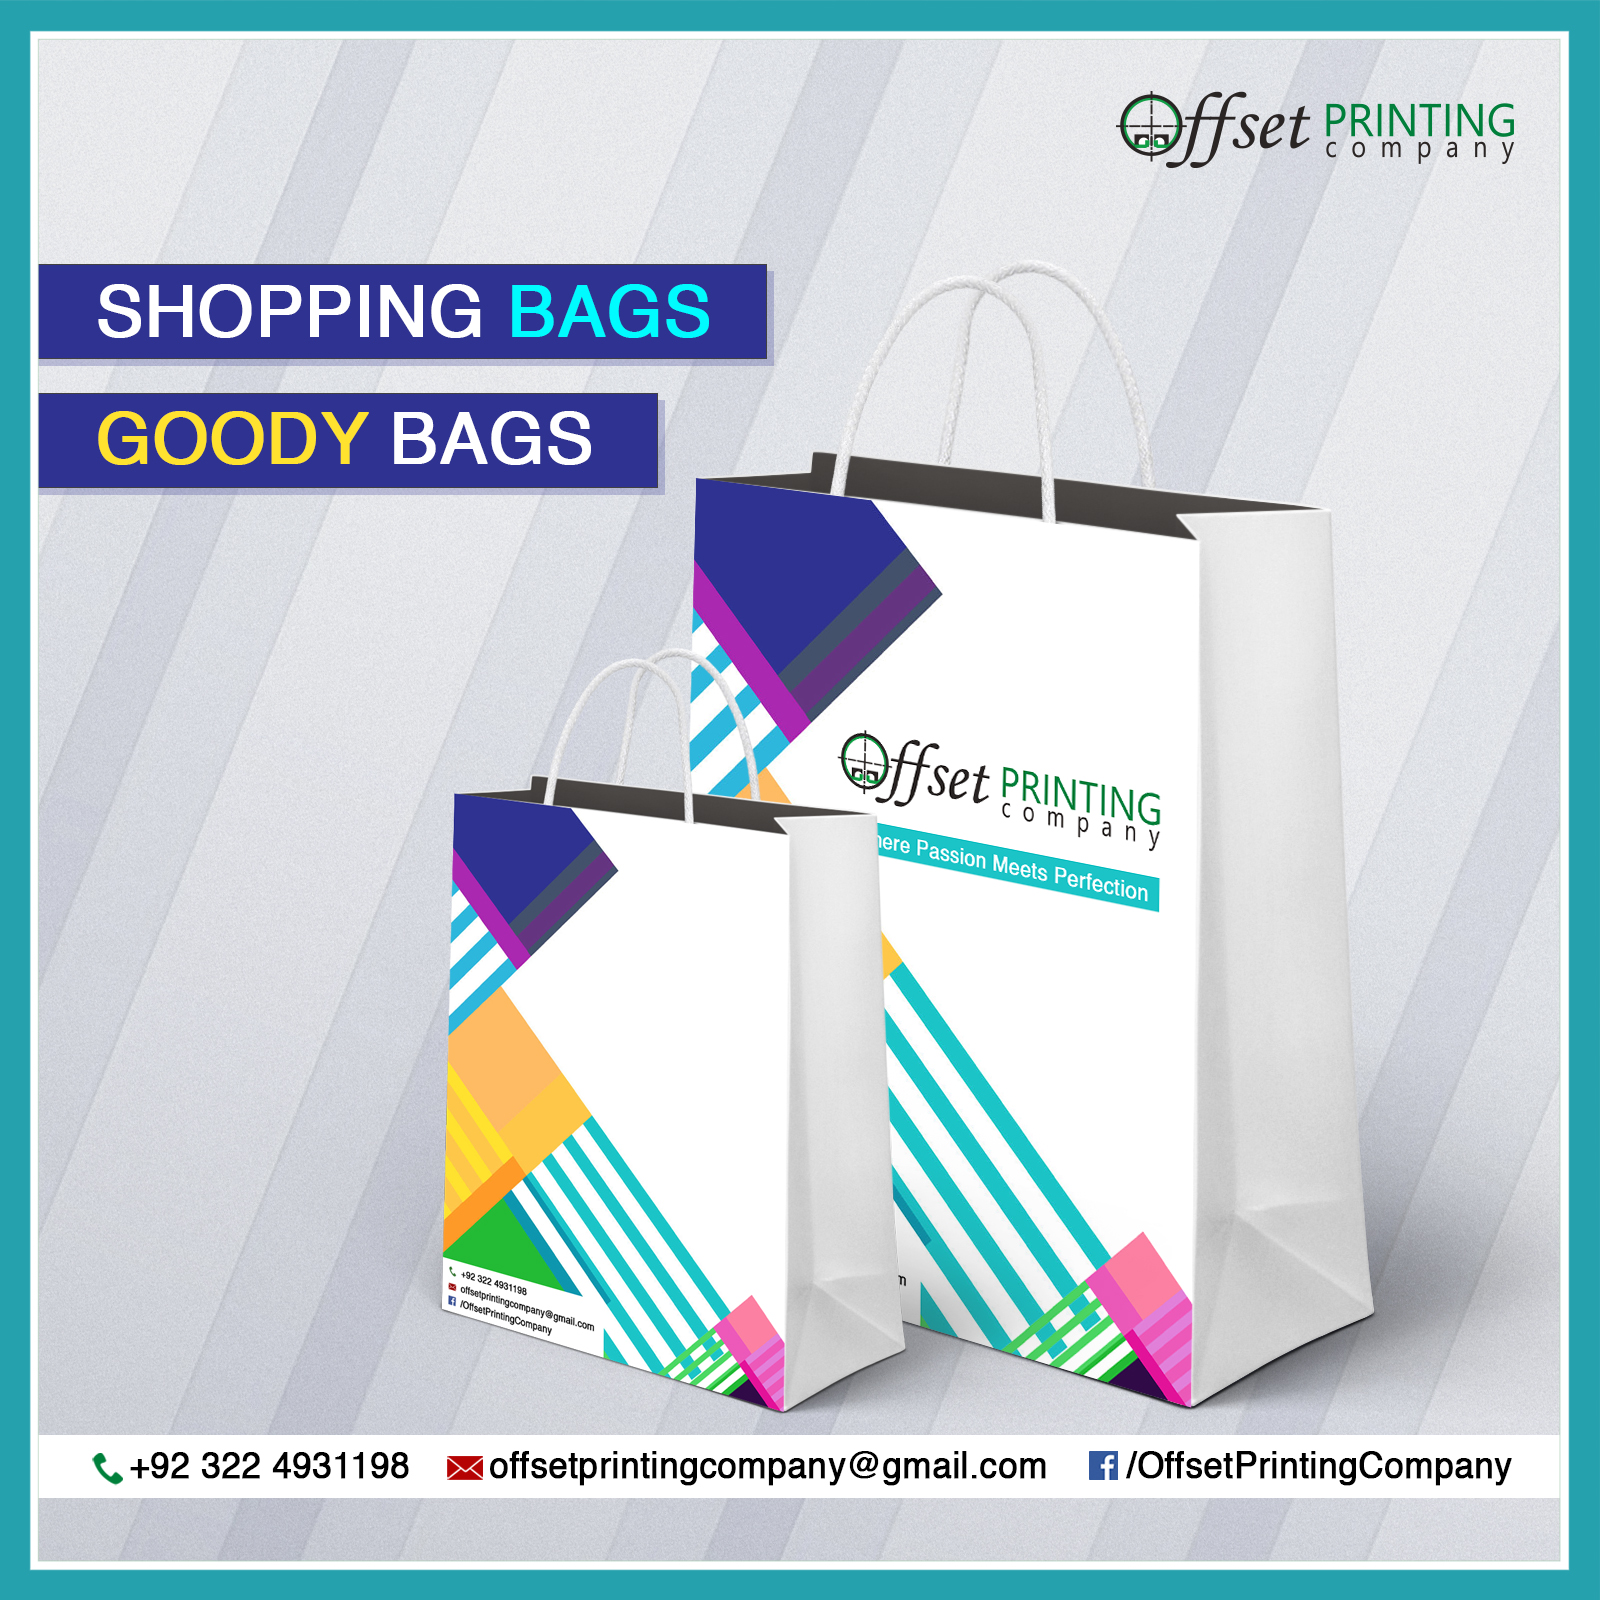 Offset PRINTING
company
SHOPPING BAGS
GOODY BAGS
Offset PRINTING
company
Passion Meets Perfection
+92 322 4931198
offsetprintingcompany@gmail.com
/OffsetPrintingCompany
+92 322 4931198 offsetprintingcompany@gmail.com /OffsetPrintingCompany